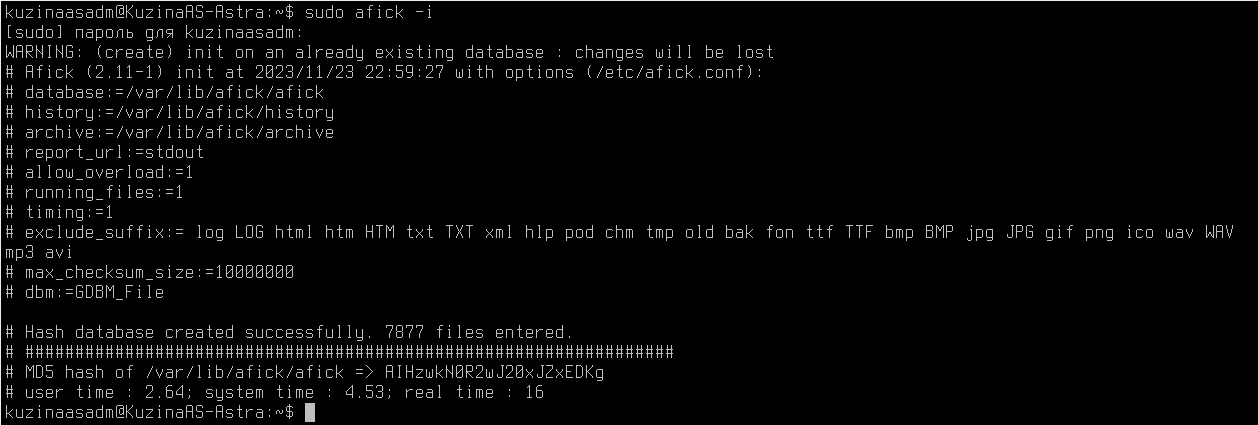 kuzinaasadm@KuzinaAS-Astra:~$ sudo afick -i
[sudo] пароль для kuzinaasadm:
WARNING: (create) init on an already existing database : changes will be lost
# Afick (2.11-1) init at 2023/11/23 22:59:27 with options (/etc/afick.conf):
# database:=/var/lib/afick/afick
# history:=/var/lib/afick/history
# archive:=/var/lib/afick/archive
# report_url:=stdout
# allow_overload:=1
# running_files:=1
# timing:=1
# exclude_suffix:= log LOG html htm HTM txt TXT xml hlp pod chm tmp old bak fon ttf TTF bmp BMP jpg JPG gif png ico wav WAV
mp3 avi
# max_checksum_size:=10000000
# dbm:=GDBM_File
# Hash database created successfully. 7877 files entered.
# #################################################################
# MD5 hash of /var/lib/afick/afick => AIHzwkN0R2wJ20xJZxEDKg
# user time : 2.64; system time : 4.53; real time : 16
kuzinaasadm@KuzinaAS-Astra:~$